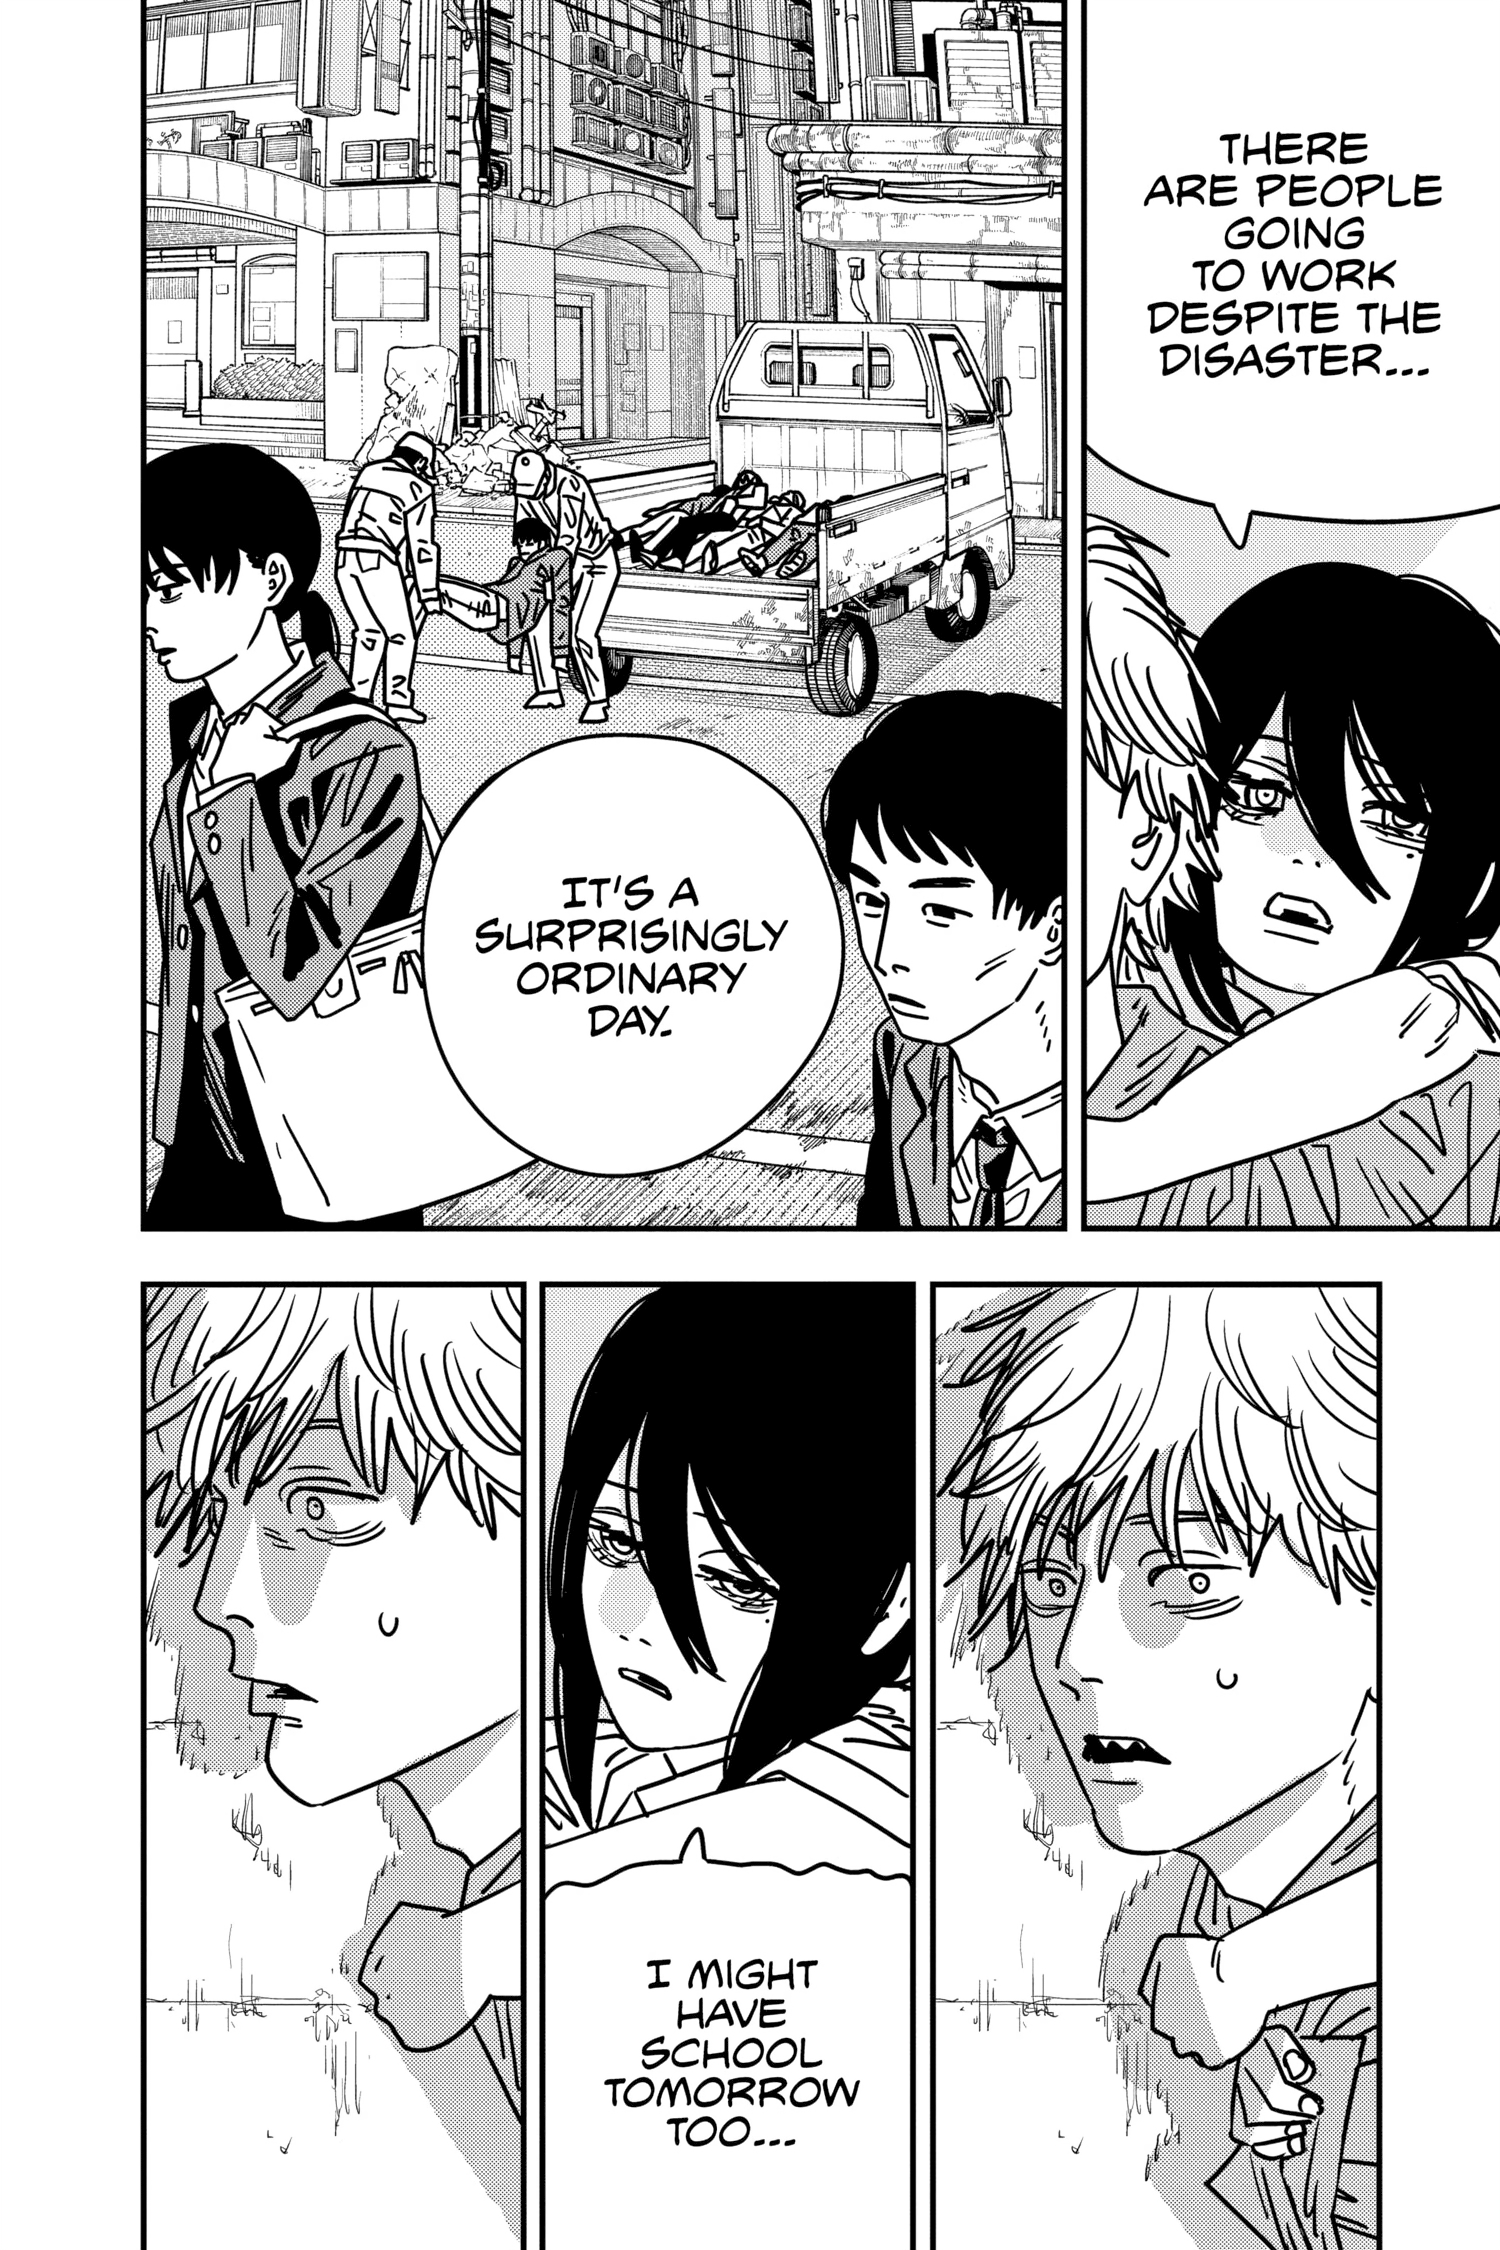 THERE
ARE PEOPLE
GOING
TO WORK
DESPITE THE
DISASTER...
IT'S A
SURPRISINGLY
ORDINARY
DAY.
I MIGHT
HAVE
SCHOOL
TOMORROW
TOO...